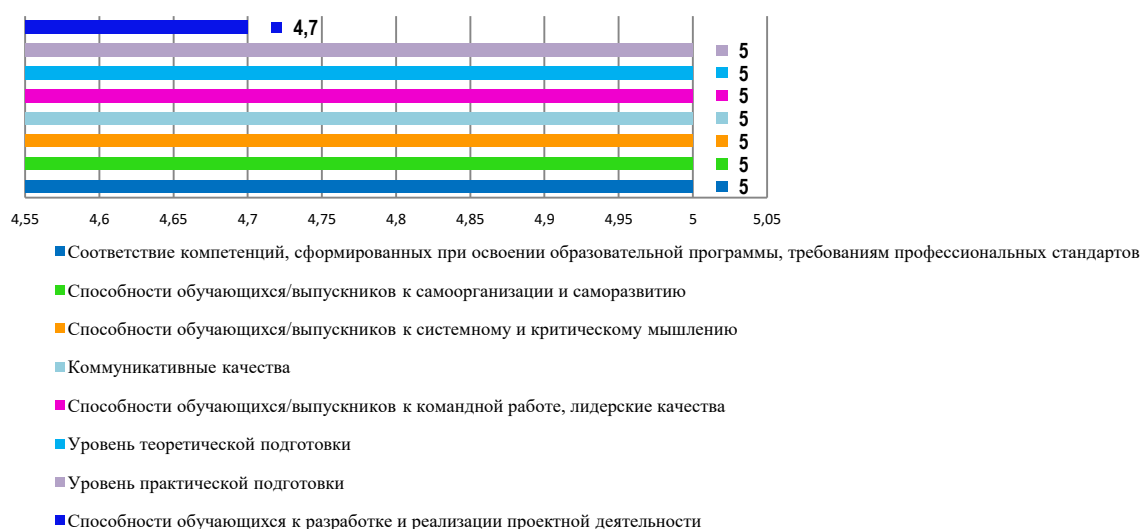 4,7
5
5
5
5
5
5
5
4,55 4,6 4,65 4,7 4,75 4,8 4,85 4,9 4,95 5 5,05
Соответствие компетенций, сформированных при освоении образовательной программы, требованиям профессиональных стандартов
Способности обучающихся/выпускников к самоорганизации и саморазвитию
Способности обучающихся/выпускников к системному и критическому мышлению
Коммуникативные качества
Способности обучающихся/выпускников к командной работе, лидерские качества
Уровень теоретической подготовки
Уровень практической подготовки
Способности обучающихся к разработке и реализации проектной деятельности